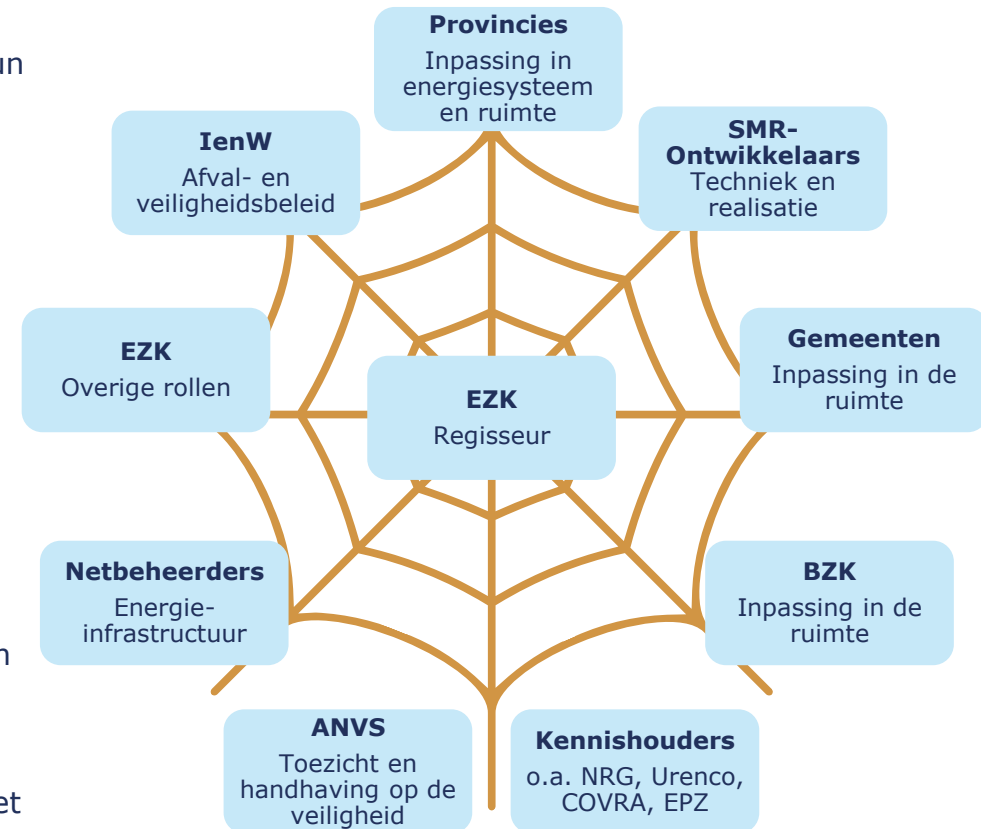 Provincies
Inpassing in
energiesysteem
en ruimte
IenW
Afval- en
veiligheidsbeleid
SMR-
Ontwikkelaars
Techniek en
realisatie
EZK
Overige rollen
EZK
Regisseur
Gemeenten
Inpassing in de
ruimte
Netbeheerders
Energie-
infrastructuur
BZK
Inpassing in de
ruimte
ANVS
Toezicht en
handhaving op de
veiligheid
Kennishouders
o.a. NRG, Urenco,
COVRA, EPZ